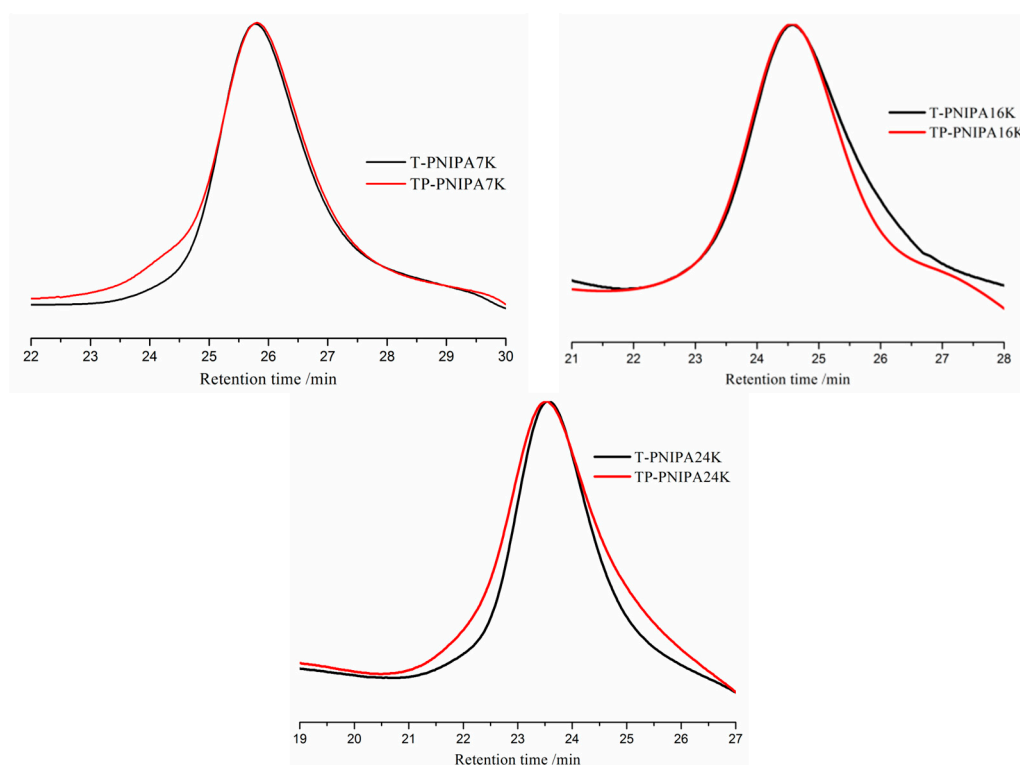 T-PNIPA7K
TP-PNIPA7K
22 23 24 25 26 27 28 29 30
Retention time /min
T-PNIPA16K
TP-PNIPA16K
21 22 23 24 25 26 27 28
Retention time /min
T-PNIPA24K
TP-PNIPA24K
19 20 21 22 23 24 25 26 27
Retention time /min